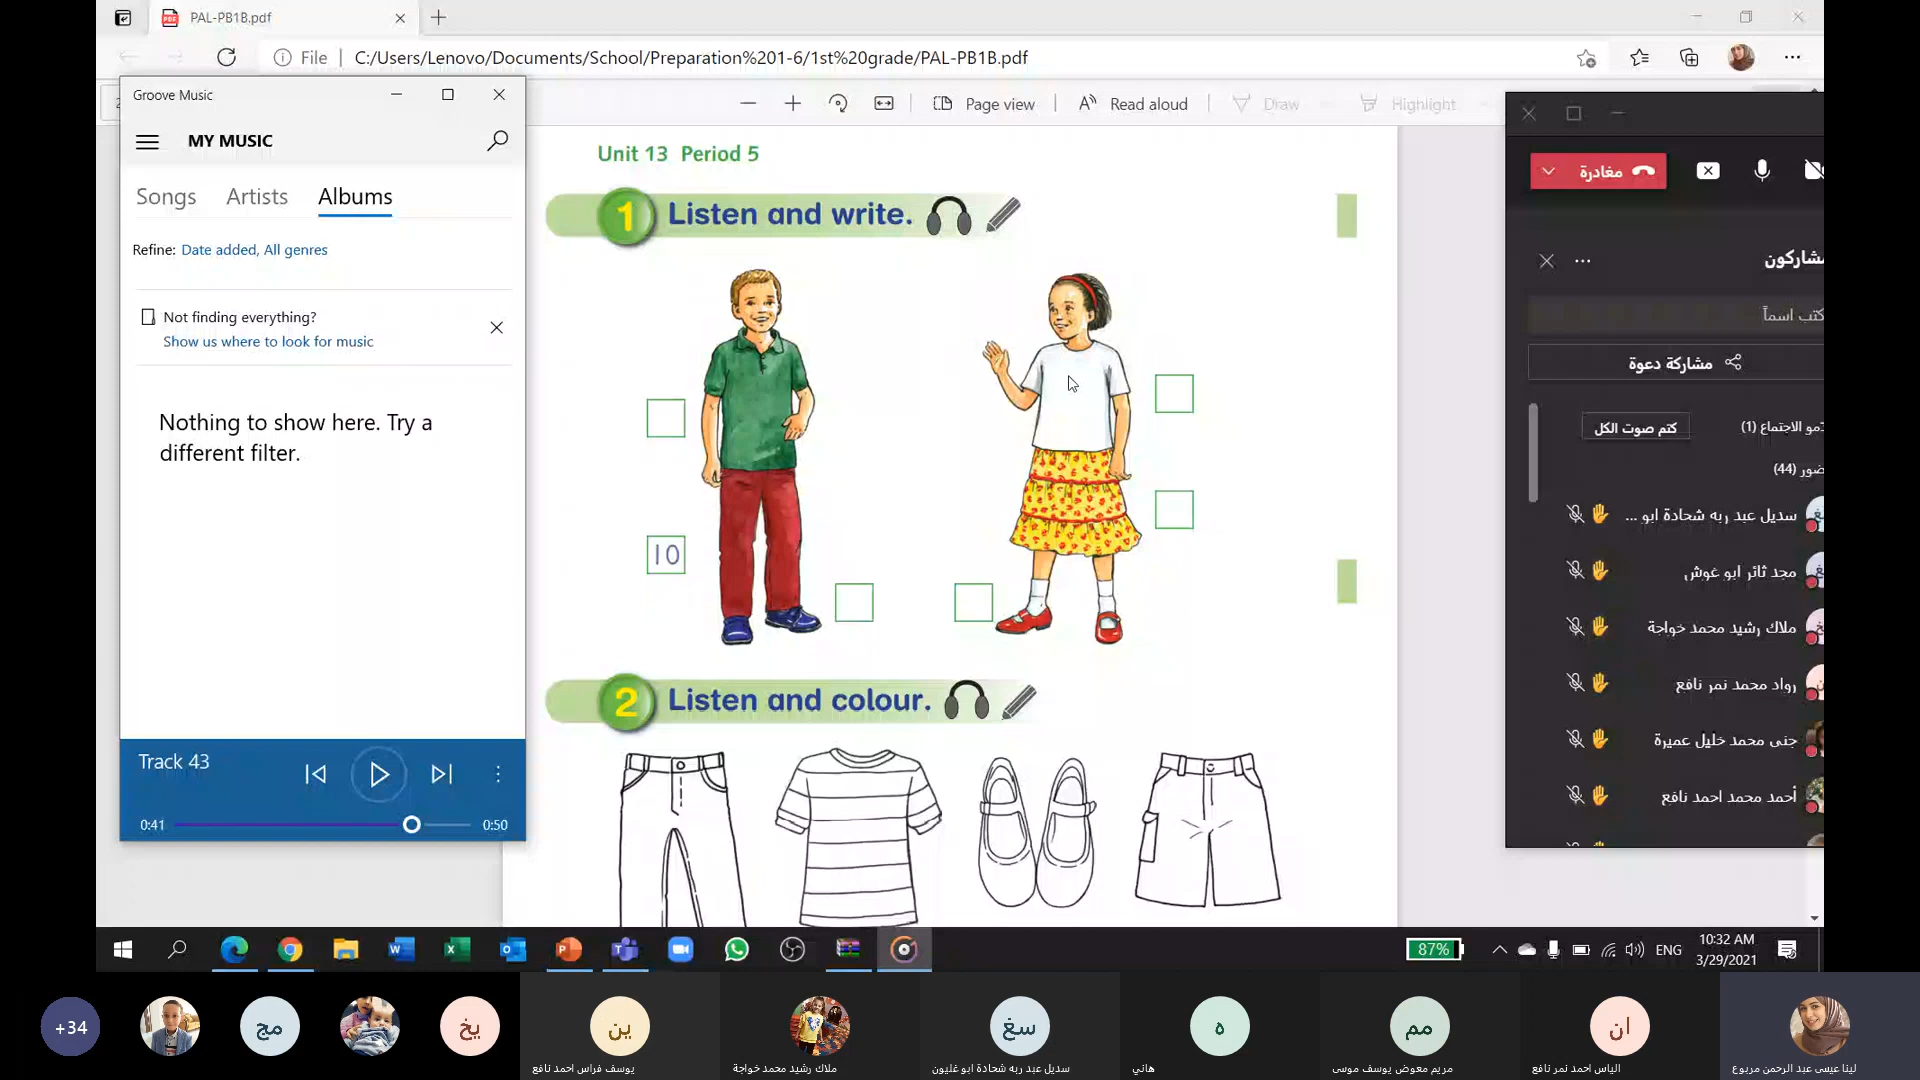 PAL-PB1B.pdf
File
C:/Users/Lenovo/Documents/School/Preparation%201-6/1st%20grade/PAL-PB1B.pdf
Page view
Read aloud
Draw
Highlight
Groove Music
MY MUSIC
Songs
Artists
Albums
Refine: Date added, All genres
Not finding everything?
Show us where to look for music
Nothing to show here. Try a
different filter.
Track 43
0:41
0:50
Unit 13 Period 5
1 Listen and write.
10
2 Listen and colour.
مغادرة
مشاركة دعوة
كتم صوت الكل
(1)
(44)
سديل عبد ربه شحادة ابو ...
مجد ثائر ابو غوش
ملاك رشيد محمد خواجة
رواد محمد نمر نافع
جنى محمد خليل عميرة
أحمد محمد احمد نافع
87%
ENG
10:32 AM
3/29/2021
+34
مج
يخ
ين
سغ
ه
مم
ان
يوسف فراس احمد نافع
ملاك رشيد محمد خواجة
سديل عبد ربه شحادة ابو غليون
هاني
مريم معوض يوسف موسى
الياس احمد نمر نافع
لينا عيسى عبد الرحمن مربوع